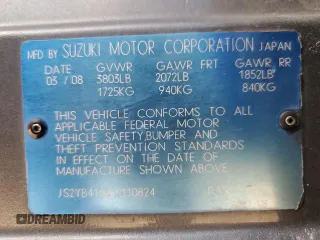 MFD BY SUZUKI MOTOR CORPORATION JAPAN
DATE GVWR GAWR FRT GAWR RR
03 / 08 3803LB 2072LB 1852LB
1725KG 940KG 840KG
THIS VEHICLE CONFORMS TO ALL
APPLICABLE FEDERAL MOTOR
VEHICLE SAFETY, BUMPER AND
THEFT PREVENTION STANDARDS
IN EFFECT ON THE DATE OF
MANUFACTURE SHOWN ABOVE
DREAMBID